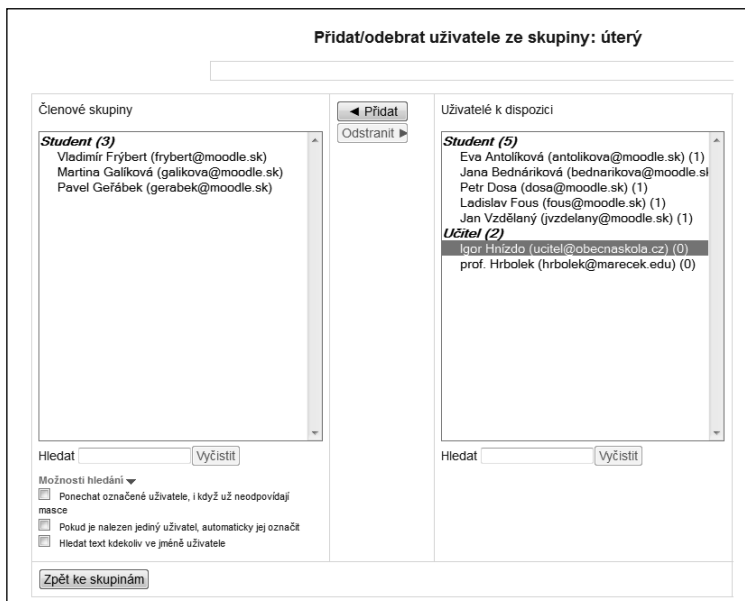 Přidat/odebrat uživatele ze skupiny: úterý
Členové skupiny
Student (3)
Vladimír Frýbert (frybert@moodle.sk)
Martina Galíková (galikova@moodle.sk)
Pavel Geřábek (gerabek@moodle.sk)
Hledat
Vyčistit
Možnosti hledání
Ponechat označené uživatele, i když už neodpovídají
masce
Pokud je nalezen jediný uživatel, automaticky jej označit
Hledat text kdekoliv ve jméně uživatele
◄ Přidat
Odstranit ►
Uživatelé k dispozici
Student (5)
Eva Antolíková (antolikova@moodle.sk) (1)
Jana Bednáriková (bednarikova@moodle.sk
Petr Dosa (dosa@moodle.sk) (1)
Ladislav Fous (fous@moodle.sk) (1)
Jan Vzdělaný (jvzdelany@moodle.sk) (1)
Učitel (2)
Igor Hnízdo (ucitel@obecnaskola.cz) (0)
prof. Hrbolek (hrbolek@marecek.edu) (0)
Hledat
Vyčistit
Zpět ke skupinám